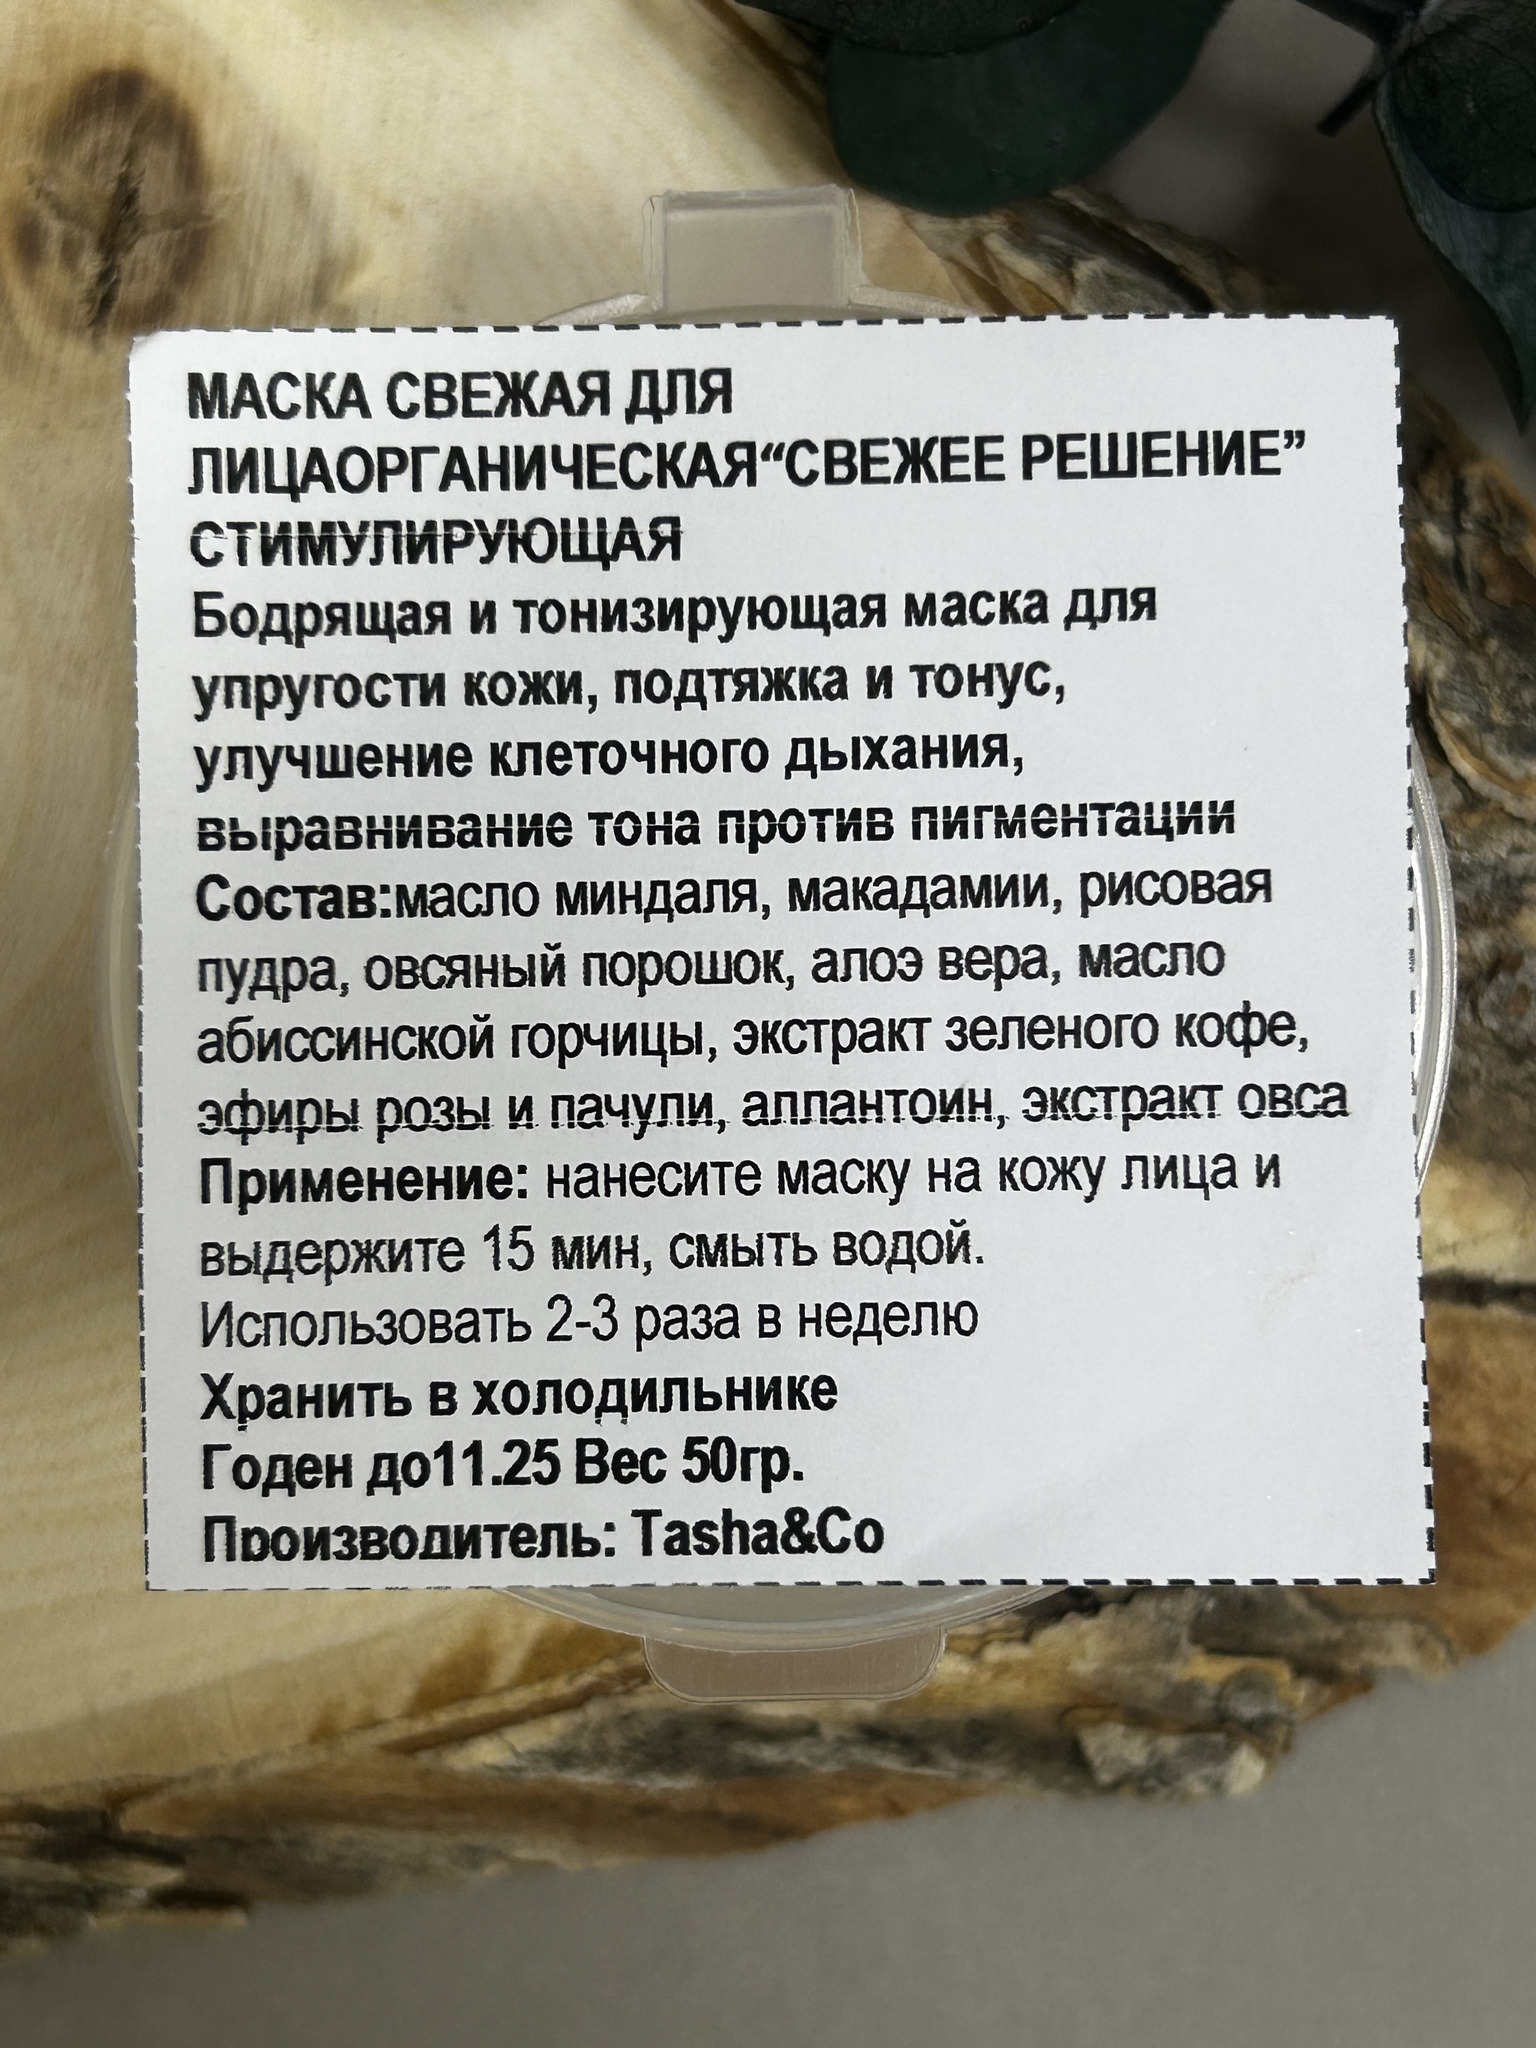 МАСКА СВЕЖАЯ ДЛЯ
ЛИЦАОРГАНИЧЕСКАЯ“СВЕЖЕЕ РЕШЕНИЕ”
СТИМУЛИРУЮЩАЯ
Бодрящая и тонизирующая маска для
упругости кожи, подтяжка и тонус,
улучшение клеточного дыхания,
выравнивание тона против пигментации
Состав:масло миндаля, макадамии, рисовая
пудра, овсяный порошок, алоэ вера, масло
абиссинской горчицы, экстракт зеленого кофе,
эфиры розы и пачули, аллантоин, экстракт овса
Применение: нанесите маску на кожу лица и
выдержите 15 мин, смыть водой.
Использовать 2-3 раза в неделю
Хранить в холодильнике
Годен до11.25 Вес 50гр.
Производитель: Tasha&Co